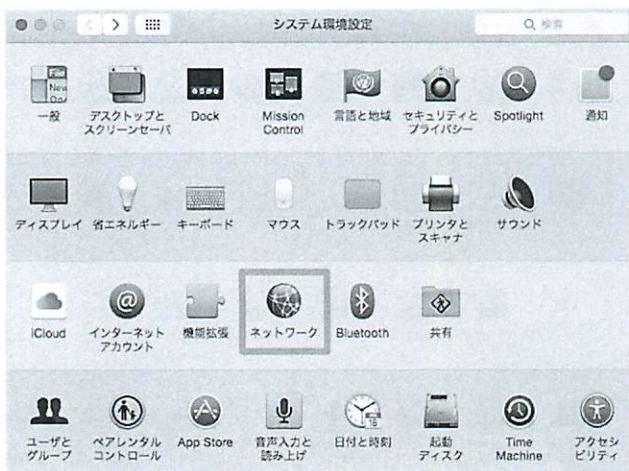 システム環境設定
検索
File
New
一般
デスクトップと
スクリーンセーバ
Dock
Mission
Control
言語と地域
セキュリティと
プライバシー
Spotlight
通知
ディスプレイ
省エネルギー
キーボード
マウス
トラックパッド
プリンタと
スキャナ
サウンド
iCloud
インターネット
アカウント
機能拡張
ネットワーク
Bluetooth
共有
ユーザと
グループ
ペアレンタル
コントロール
App Store
音声入力と
読み上げ
日付と時刻
起動
ディスク
Time
Machine
アクセシ
ビリティ